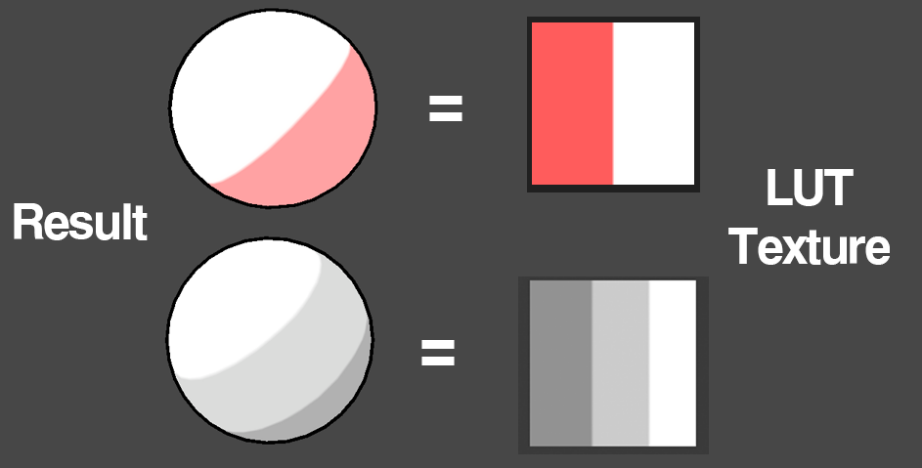 =
LUT
Result
Texture
=